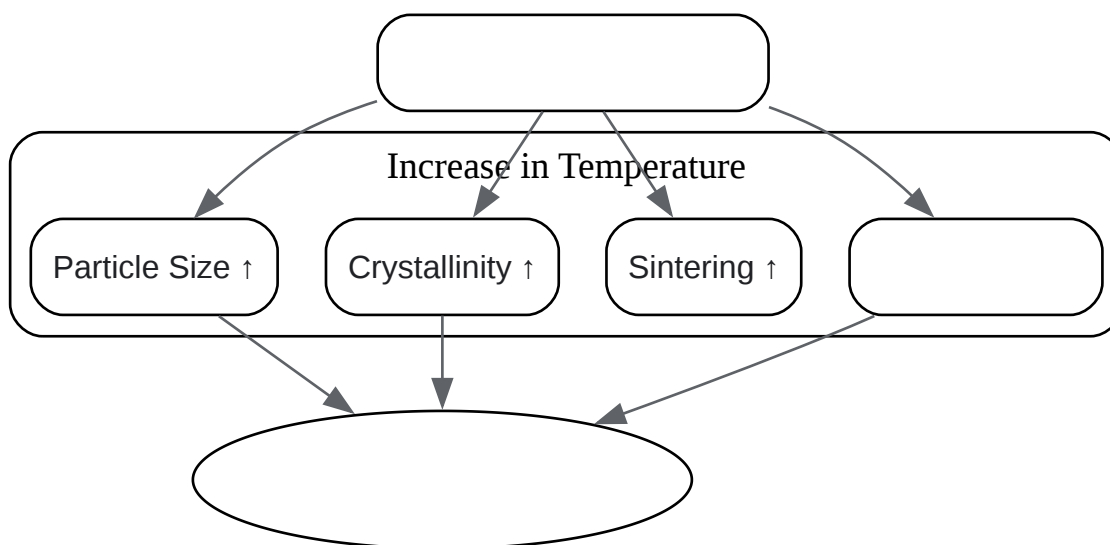 Increase in Temperature
Particle Size ↑
Crystallinity ↑
Sintering ↑